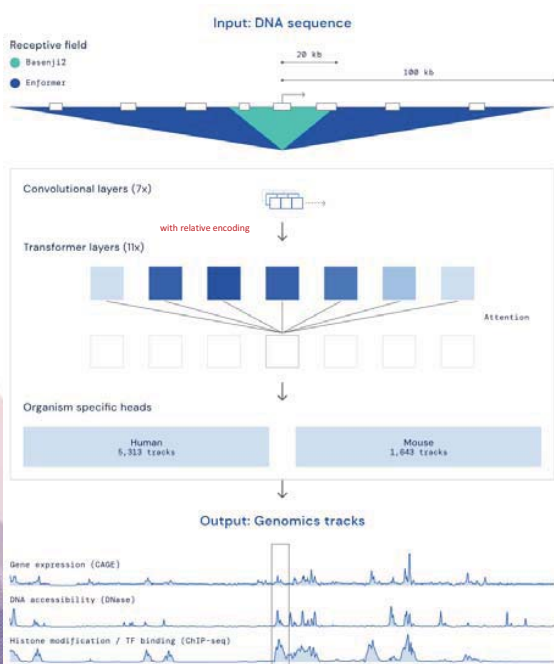 Input: DNA sequence
Receptive field
Basenji2
Enformer
20 kb
100 kb
Convolutional layers (7x)
with relative encoding
Transformer layers (11x)
Attention
Organism specific heads
Human
5,313 tracks
Mouse
1,643 tracks
Output: Genomics tracks
Gene expression (CAGE)
DNA accessibility (DNase)
Histone modification / TF binding (ChIP-seq)